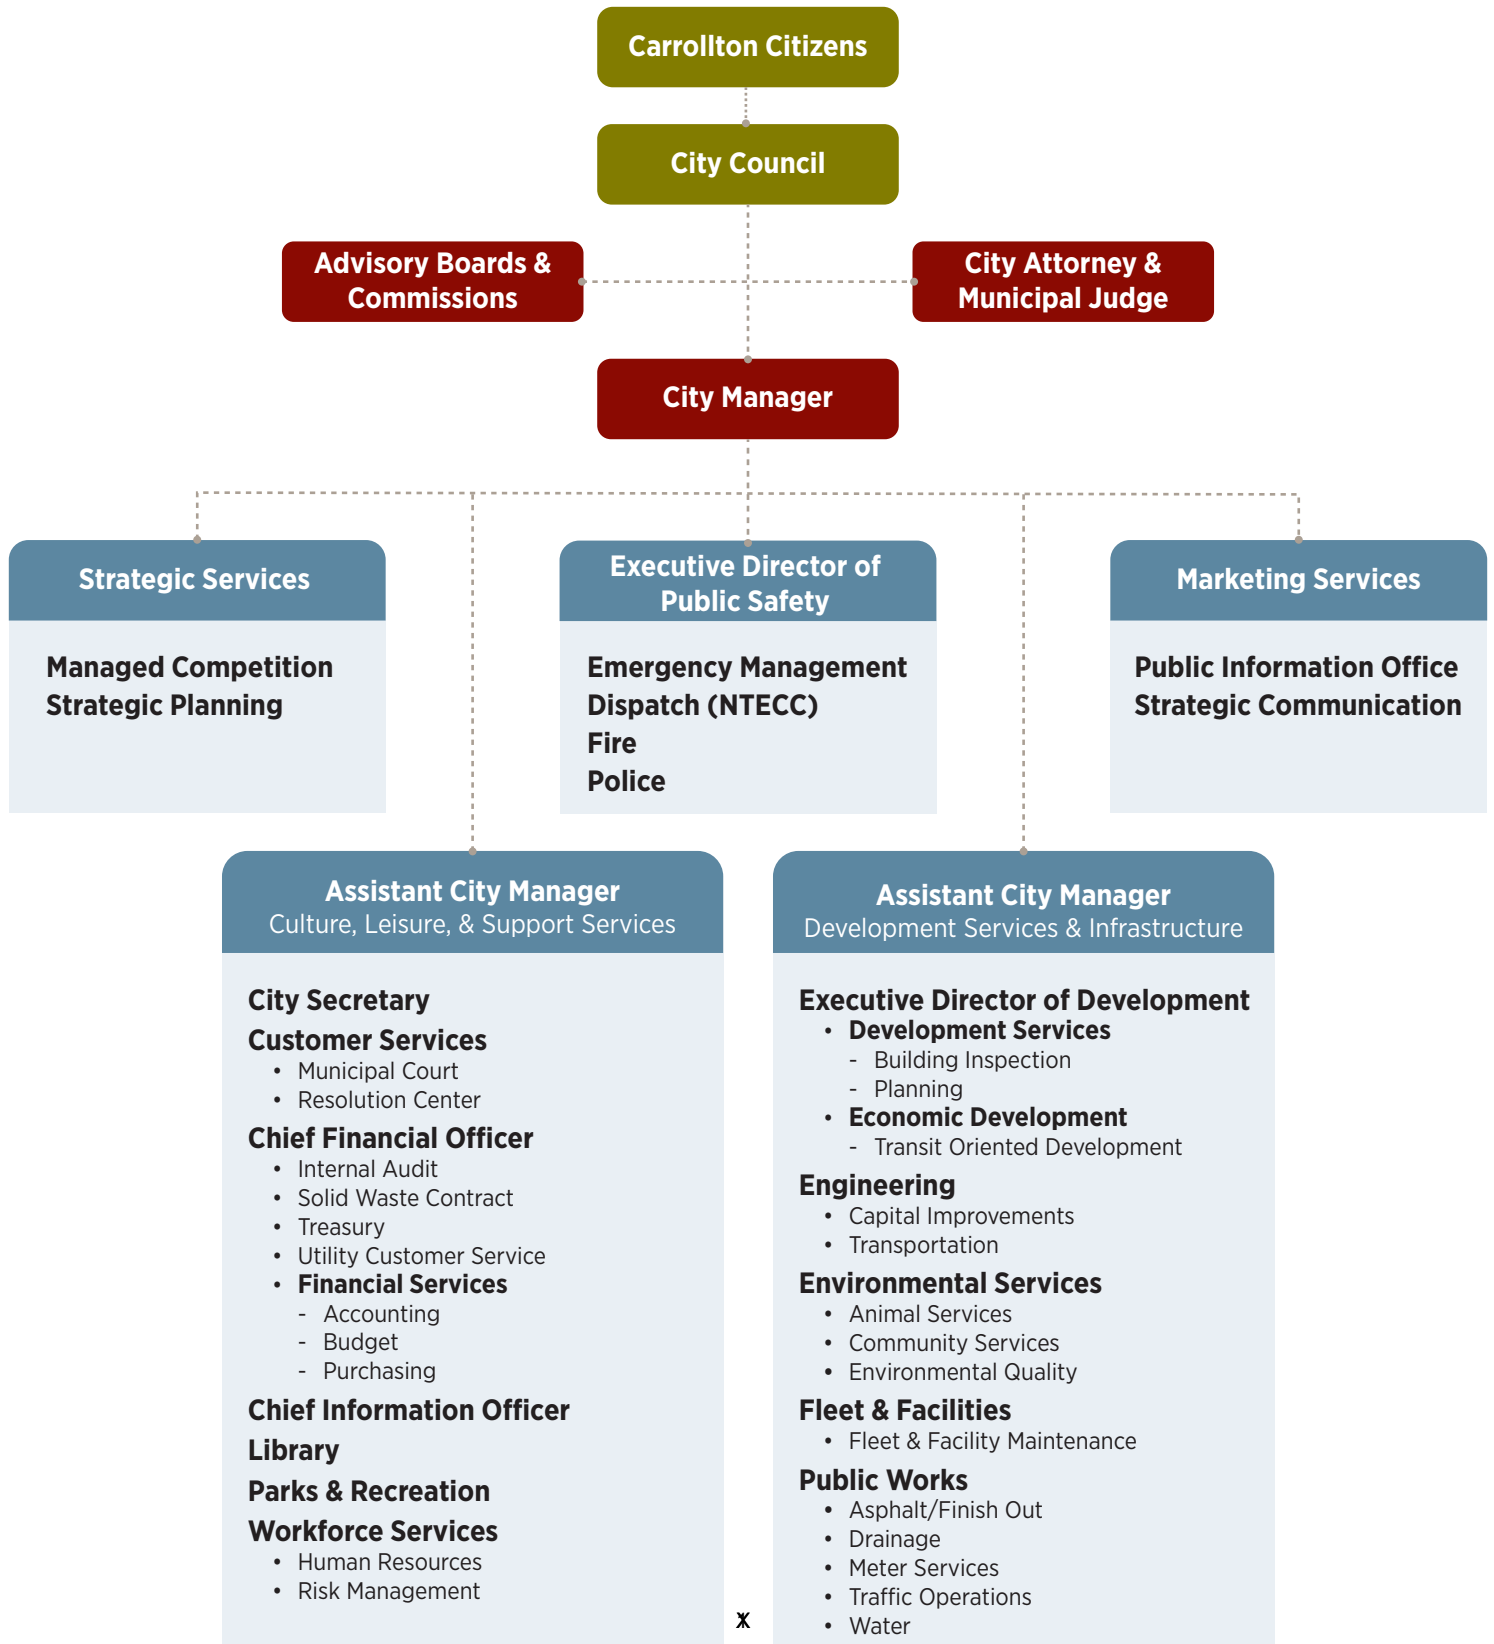 Carrollton Citizens
City Council
Advisory Boards &
Commissions
City Attorney &
Municipal Judge
City Manager
Strategic Services
Managed Competition
Strategic Planning
Executive Director of
Public Safety
Emergency Management
Dispatch (NTECC)
Fire
Police
Marketing Services
Public Information Office
Strategic Communication
Assistant City Manager
Culture, Leisure, & Support Services
City Secretary
Customer Services
• Municipal Court
• Resolution Center
Chief Financial Officer
• Internal Audit
• Solid Waste Contract
• Treasury
• Utility Customer Service
• Financial Services
- Accounting
- Budget
- Purchasing
Chief Information Officer
Library
Parks & Recreation
Workforce Services
• Human Resources
• Risk Management
Assistant City Manager
Development Services & Infrastructure
Executive Director of Development
• Development Services
- Building Inspection
- Planning
• Economic Development
- Transit Oriented Development
Engineering
• Capital Improvements
• Transportation
Environmental Services
• Animal Services
• Community Services
• Environmental Quality
Fleet & Facilities
• Fleet & Facility Maintenance
Public Works
• Asphalt/Finish Out
• Drainage
• Meter Services
• Traffic Operations
• Water